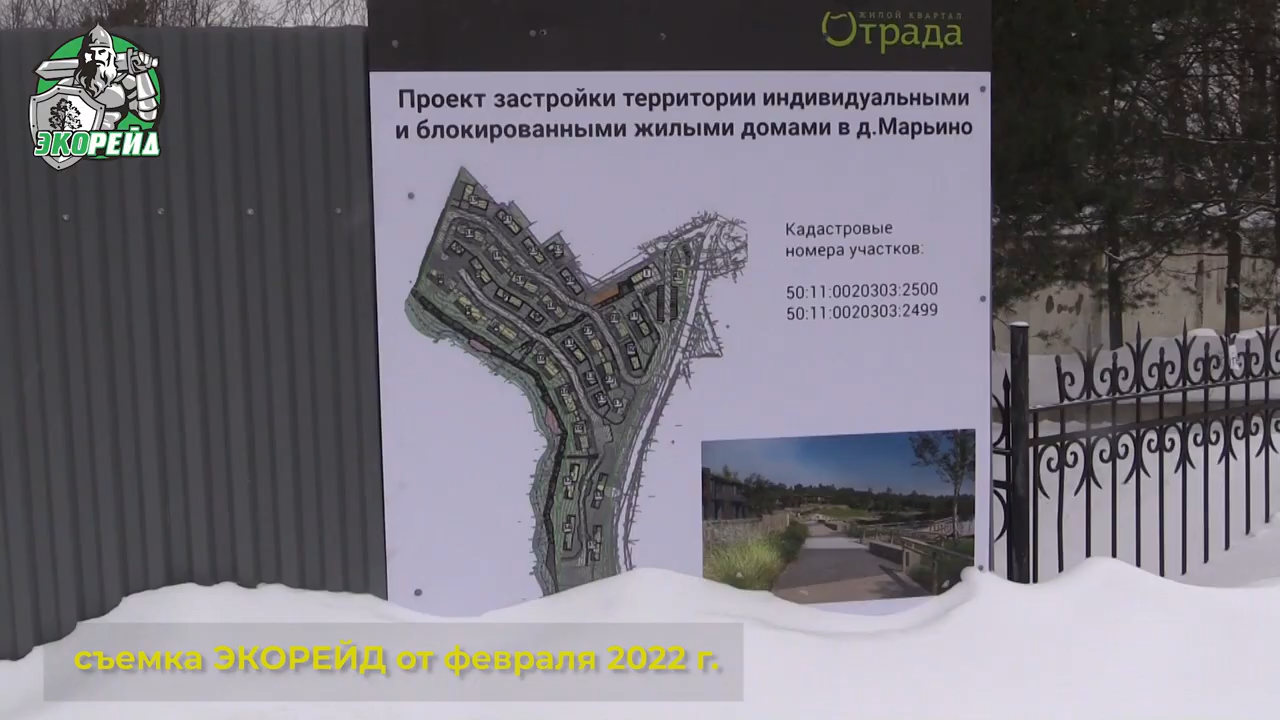 ЭКОРЕЙД
ЖИЛОЙ КВАРТАЛ
Отрада
Проект застройки территории индивидуальными
и блокированными жилыми домами в д.Марьино
Кадастровые
номера участков:
50:11:0020303:2500
50:11:0020303:2499
съемка ЭКОРЕЙД от февраля 2022 г.